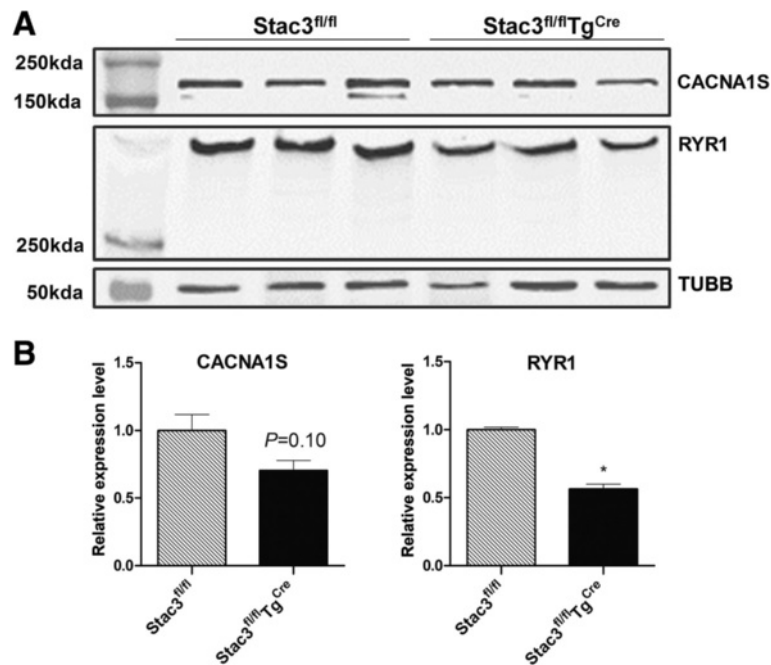 A
Stac3fl/fl
Stac3fl/flTgCre
250kda
150kda
CACNA1S
RYR1
250kda
50kda
TUBB
B
CACNA1S
Relative expression level
1.5
1.0
0.5
0.0
P=0.10
Stac3fl/fl
Stac3fl/flTgCre
RYR1
Relative expression level
1.5
1.0
0.5
0.0
*
Stac3fl/fl
Stac3fl/flTgCre